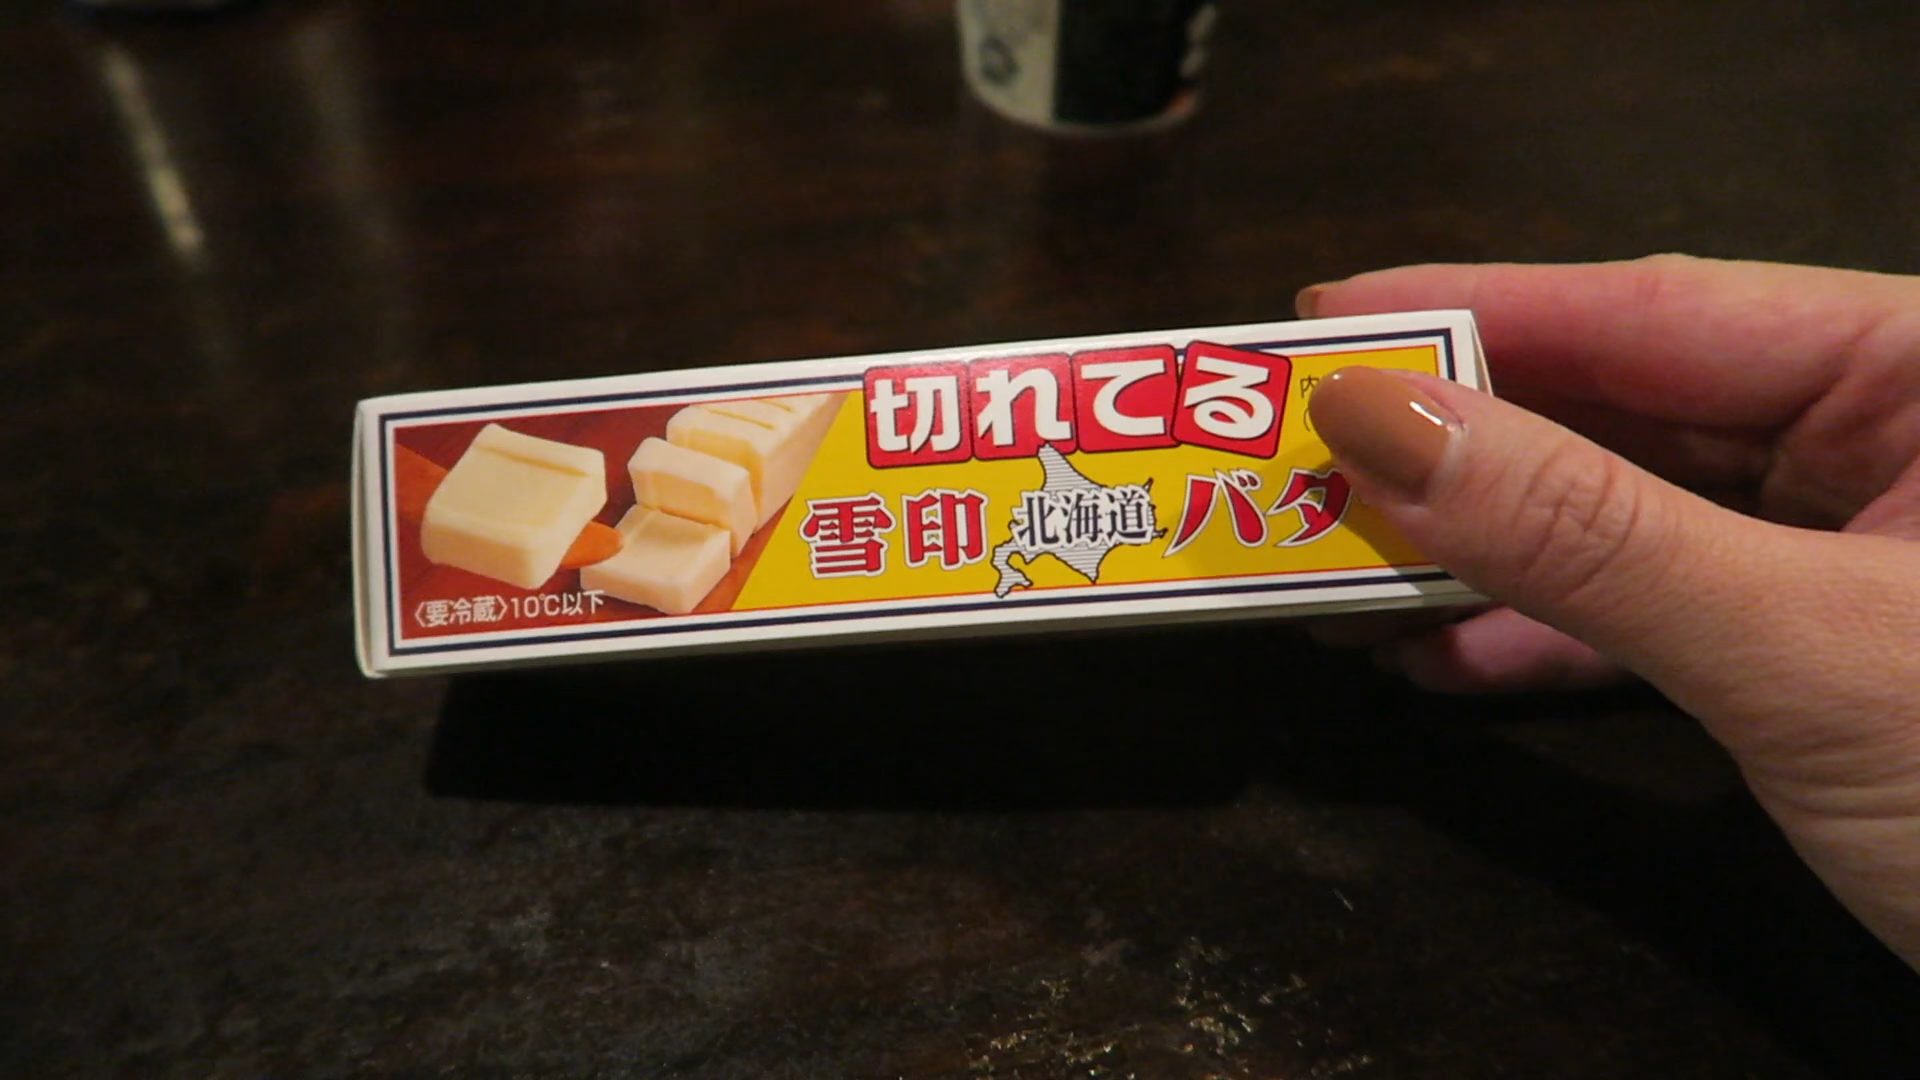 切れてる
雪印 北海道 バタ
〈要冷蔵〉10℃以下